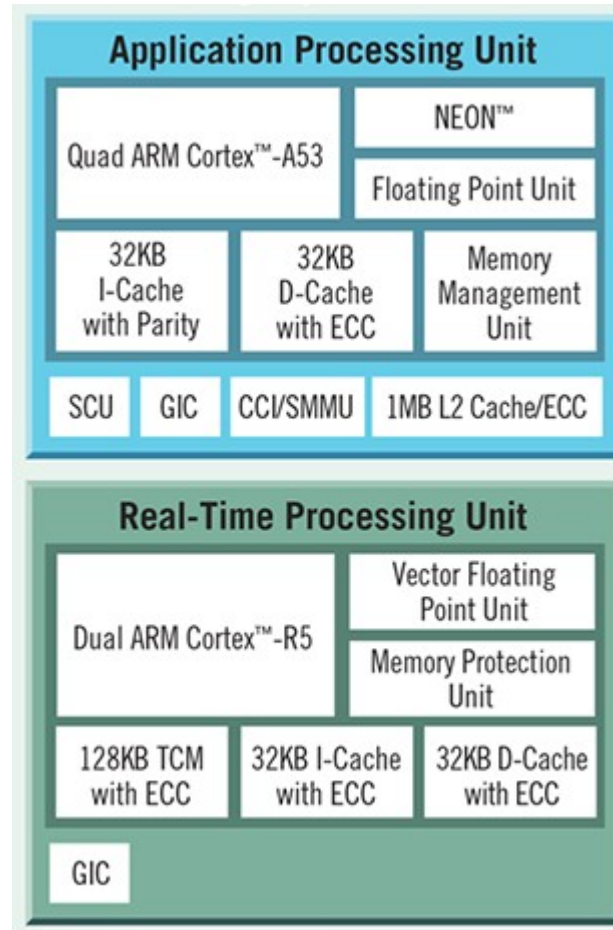 Application Processing Unit
Quad ARM Cortex™-A53
NEON™
Floating Point Unit
32KB
I-Cache
with Parity
32KB
D-Cache
with ECC
Memory
Management
Unit
SCU
GIC
CCI/SMMU
1MB L2 Cache/ECC
Real-Time Processing Unit
Dual ARM Cortex™-R5
Vector Floating
Point Unit
Memory Protection
Unit
128KB TCM
with ECC
32KB I-Cache
with ECC
32KB D-Cache
with ECC
GIC